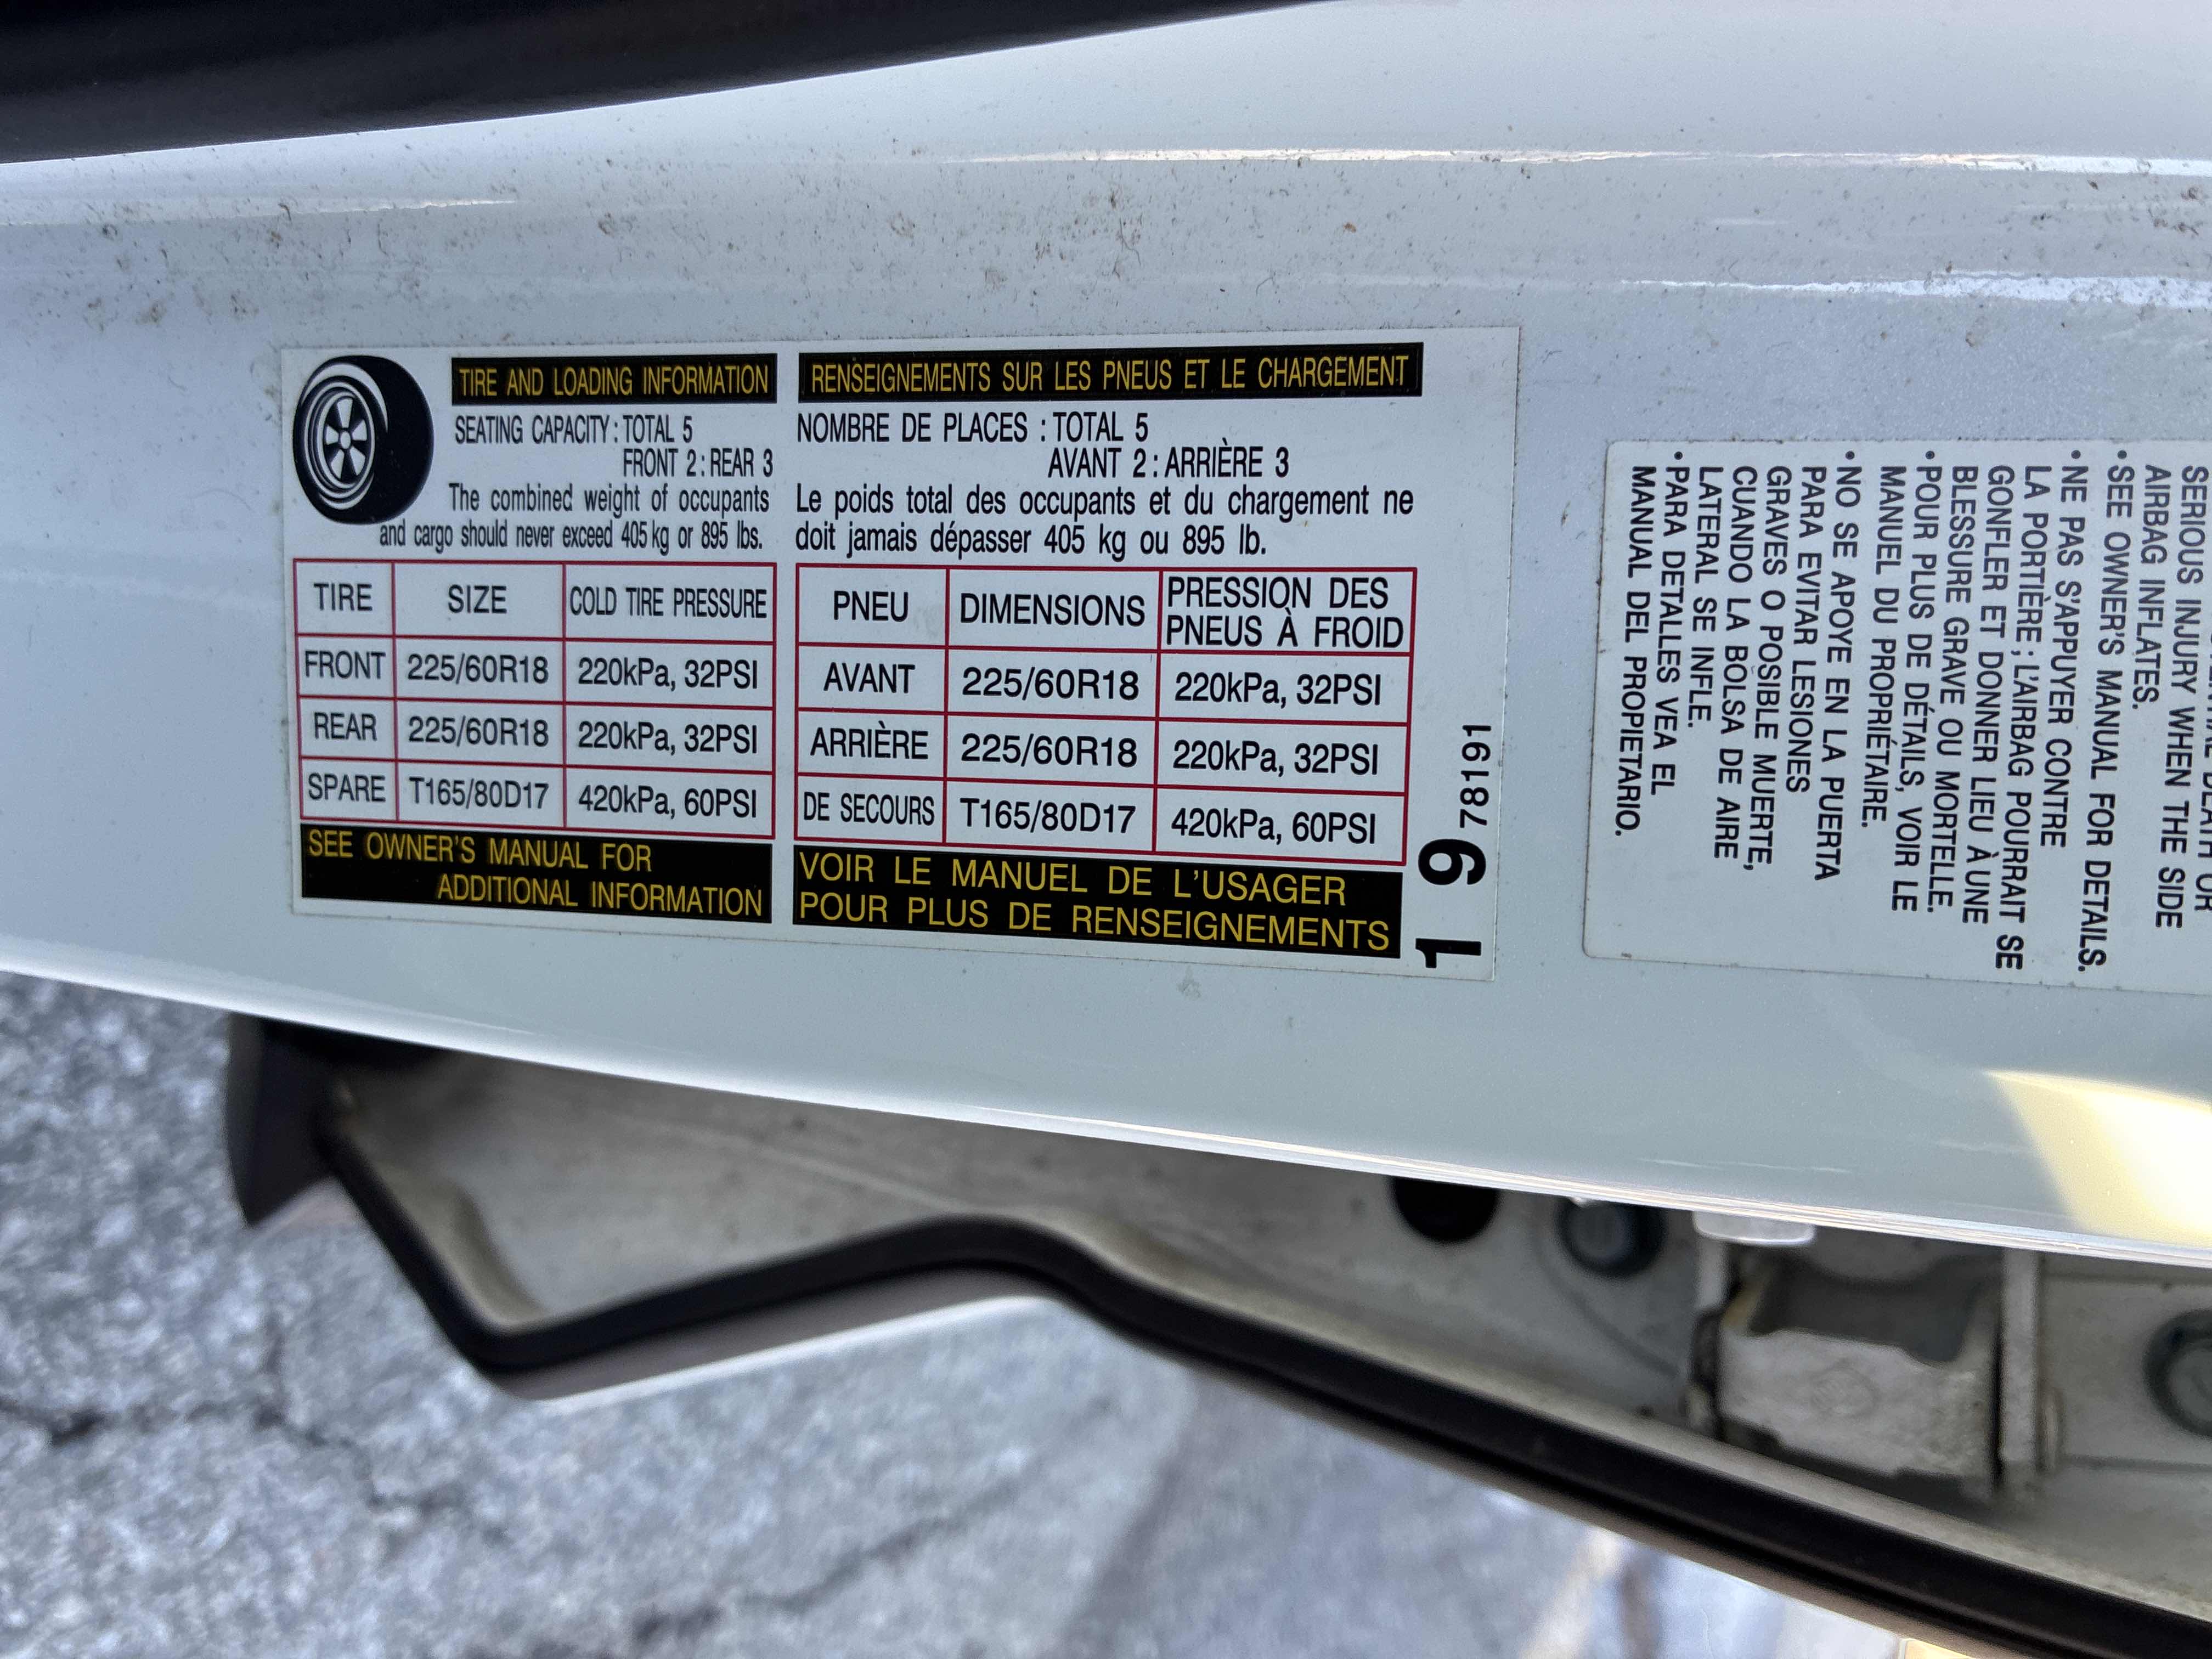 TIRE AND LOADING INFORMATION
SEATING CAPACITY : TOTAL 5
FRONT 2 : REAR 3
The combined weight of occupants
and cargo should never exceed 405 kg or 895 lbs.
TIRE SIZE COLD TIRE PRESSURE
FRONT 225/60R18 220kPa, 32PSI
REAR 225/60R18 220kPa, 32PSI
SPARE T165/80D17 420kPa, 60PSI
SEE OWNER'S MANUAL FOR
ADDITIONAL INFORMATION
RENSEIGNEMENTS SUR LES PNEUS ET LE CHARGEMENT
NOMBRE DE PLACES : TOTAL 5
AVANT 2 : ARRIÈRE 3
Le poids total des occupants et du chargement ne
doit jamais dépasser 405 kg ou 895 lb.
PNEU DIMENSIONS PRESSION DES
PNEUS À FROID
AVANT 225/60R18 220kPa, 32PSI
ARRIÈRE 225/60R18 220kPa, 32PSI
DE SECOURS T165/80D17 420kPa, 60PSI
VOIR LE MANUEL DE L'USAGER
POUR PLUS DE RENSEIGNEMENTS
19 78191
SERIOUS INJURY WHEN THE SIDE
AIRBAG INFLATES.
•SEE OWNER'S MANUAL FOR DETAILS.
•NE PAS S'APPUYER CONTRE
LA PORTIÈRE ; L'AIRBAG POURRAIT SE
GONFLER ET DONNER LIEU À UNE
BLESSURE GRAVE OU MORTELLE.
•POUR PLUS DE DÉTAILS, VOIR LE
MANUEL DU PROPRIÉTAIRE.
•NO SE APOYE EN LA PUERTA
PARA EVITAR LESIONES
GRAVES O POSIBLE MUERTE,
CUANDO LA BOLSA DE AIRE
LATERAL SE INFLE.
•PARA DETALLES VEA EL
MANUAL DEL PROPIETARIO.